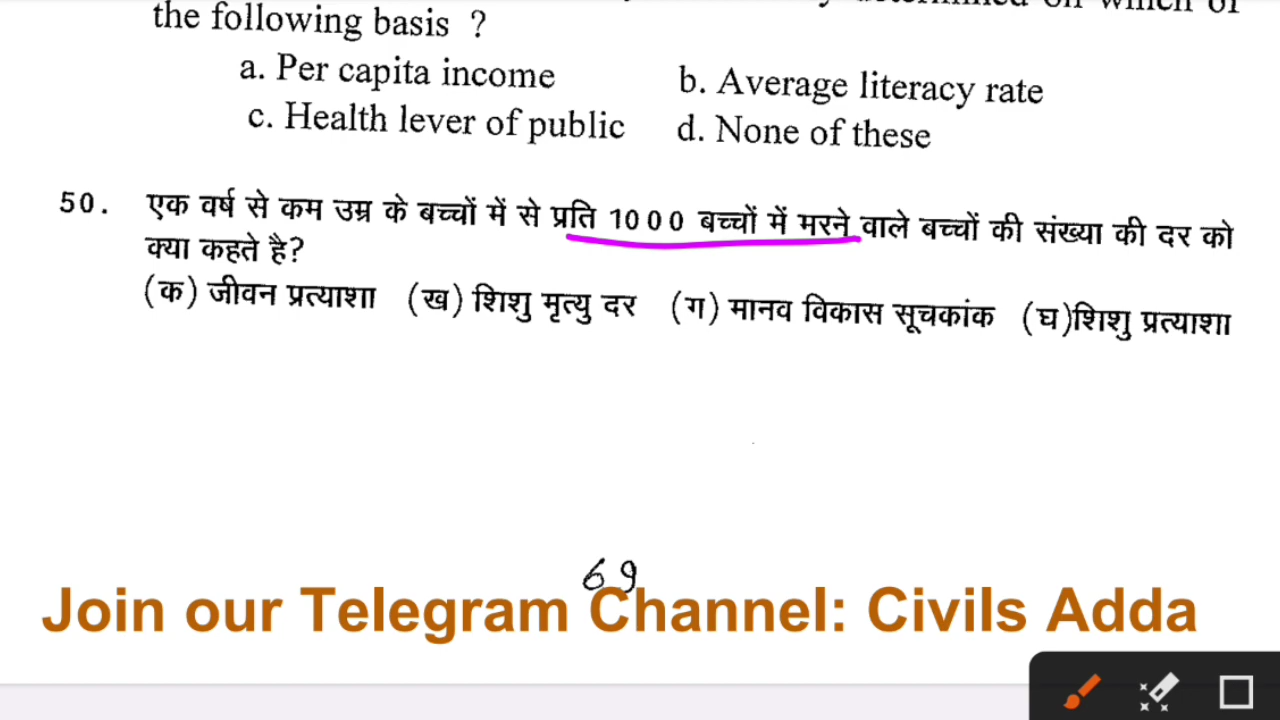 the following basis ?
a. Per capita income b. Average literacy rate
c. Health lever of public d. None of these
50. एक वर्ष से कम उम्र के बच्चों में से प्रति 1000 बच्चों में मरने वाले बच्चों की संख्या की दर को
क्या कहते है?
(क) जीवन प्रत्याशा (ख) शिशु मृत्यु दर (ग) मानव विकास सूचकांक (घ)शिशु प्रत्याशा
69
Join our Telegram Channel: Civils Adda